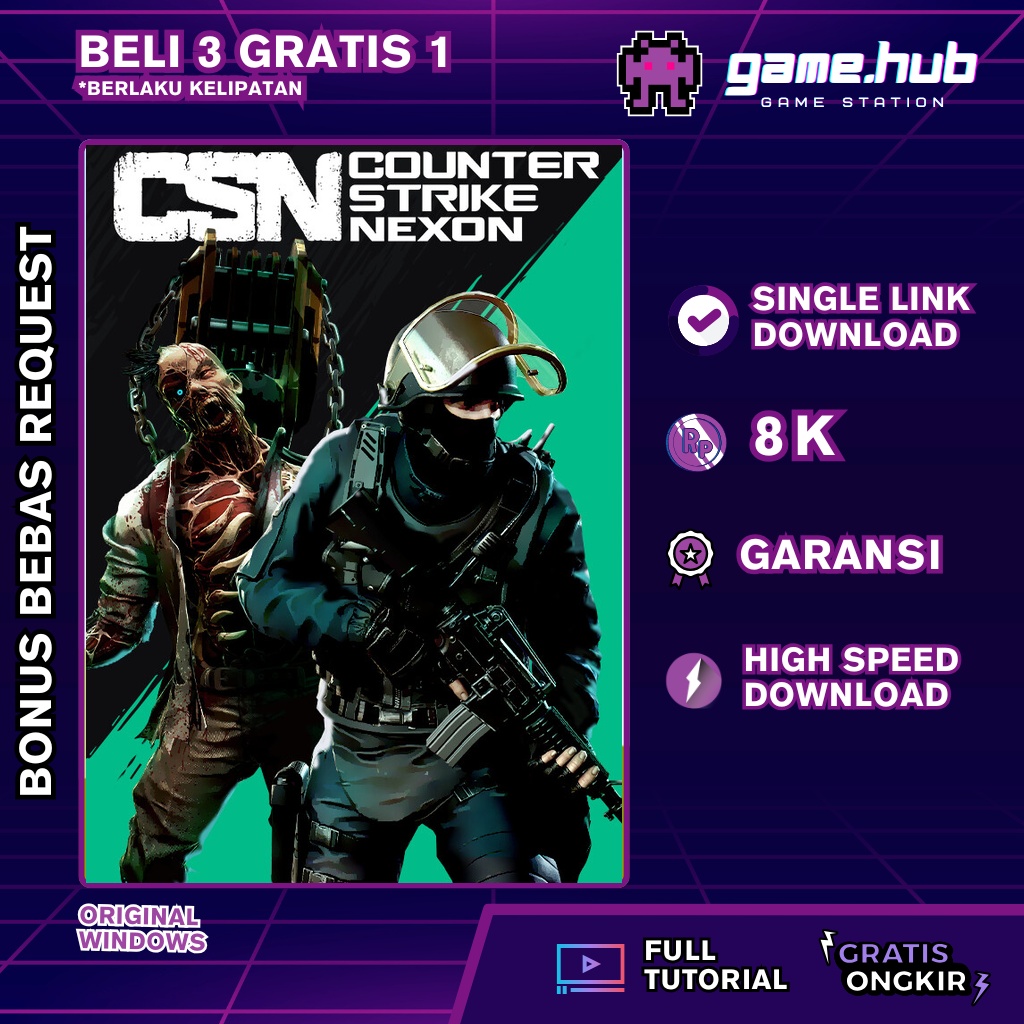 BELI 3 GRATIS 1
*BERLAKU KELIPATAN
game.hub
GAME STATION
CSN
COUNTER
STRIKE
NEXON
BONUS BEBAS REQUEST
SINGLE LINK
DOWNLOAD
Rp
8K
GARANSI
HIGH SPEED
DOWNLOAD
ORIGINAL
WINDOWS
FULL
TUTORIAL
GRATIS
ONGKIR